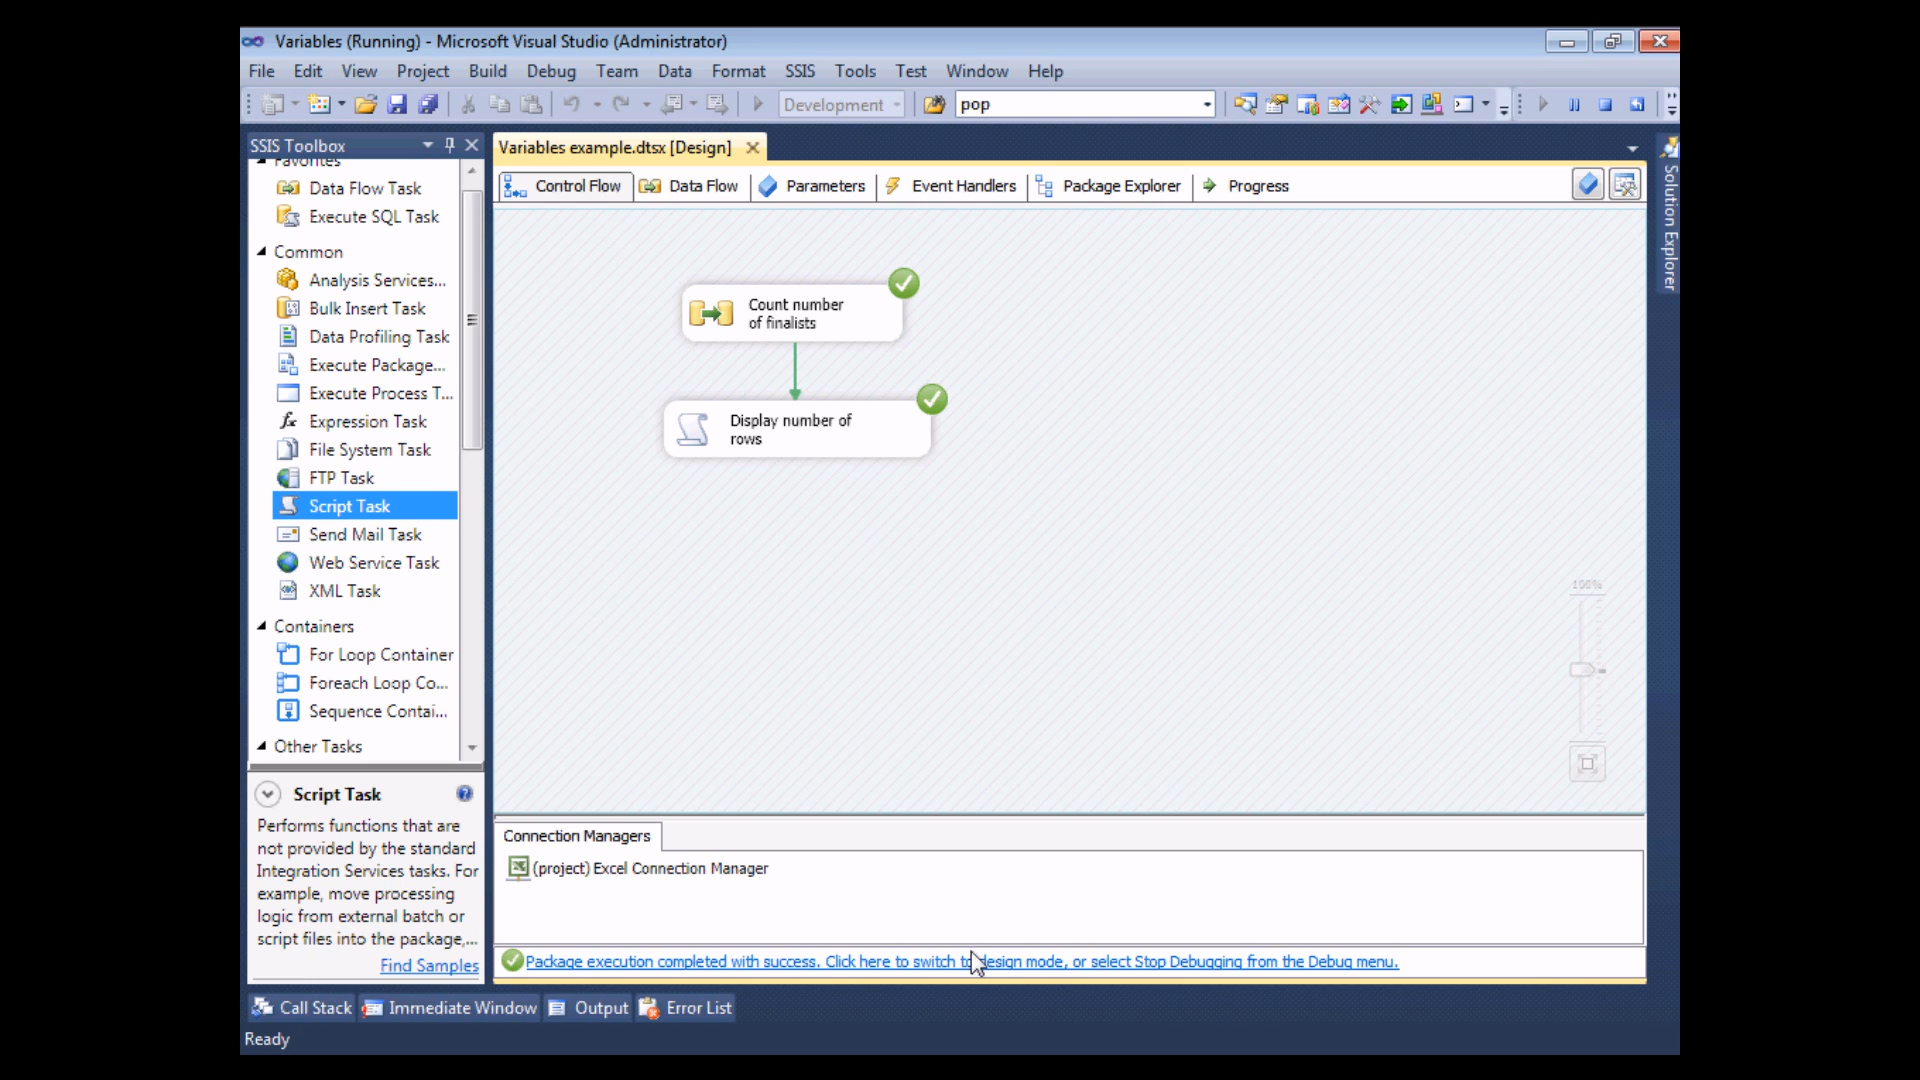 Variables (Running) - Microsoft Visual Studio (Administrator)
File Edit View Project Build Debug Team Data Format SSIS Tools Test Window Help
Development pop
SSIS Toolbox
Favorites
Data Flow Task
Execute SQL Task
Common
Analysis Services...
Bulk Insert Task
Data Profiling Task
Execute Package...
Execute Process T...
Expression Task
File System Task
FTP Task
Script Task
Send Mail Task
Web Service Task
XML Task
Containers
For Loop Container
Foreach Loop Co...
Sequence Contai...
Other Tasks
Script Task
Performs functions that are
not provided by the standard
Integration Services tasks. For
example, move processing
logic from external batch or
script files into the package,...
Find Samples
Variables example.dtsx [Design]
Control Flow Data Flow Parameters Event Handlers Package Explorer Progress
Count number
of finalists
Display number of
rows
100%
Connection Managers
(project) Excel Connection Manager
Package execution completed with success. Click here to switch to design mode, or select Stop Debugging from the Debug menu.
Solution Explorer
Call Stack Immediate Window Output Error List
Ready